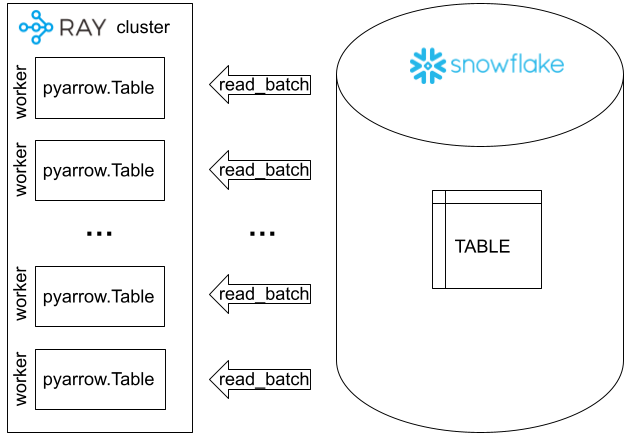 RAY cluster
snowflake
worker
pyarrow.Table
read_batch
worker
pyarrow.Table
read_batch
...
...
TABLE
worker
pyarrow.Table
read_batch
worker
pyarrow.Table
read_batch